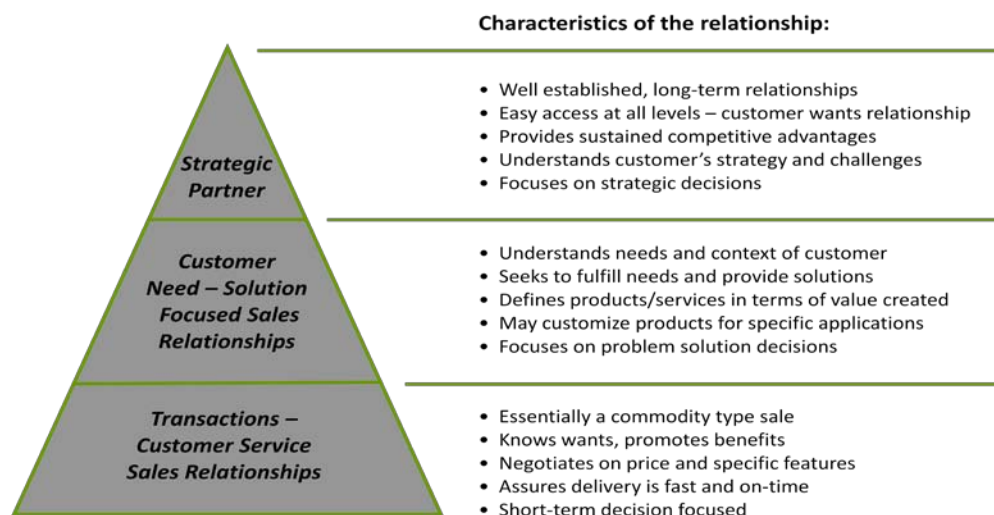 Characteristics of the relationship:
• Well established, long-term relationships
• Easy access at all levels – customer wants relationship
• Provides sustained competitive advantages
• Understands customer's strategy and challenges
• Focuses on strategic decisions
Strategic
Partner
• Understands needs and context of customer
• Seeks to fulfill needs and provide solutions
• Defines products/services in terms of value created
• May customize products for specific applications
• Focuses on problem solution decisions
Customer
Need – Solution
Focused Sales
Relationships
• Essentially a commodity type sale
• Knows wants, promotes benefits
• Negotiates on price and specific features
• Assures delivery is fast and on-time
• Short-term decision focused
Transactions –
Customer Service
Sales Relationships